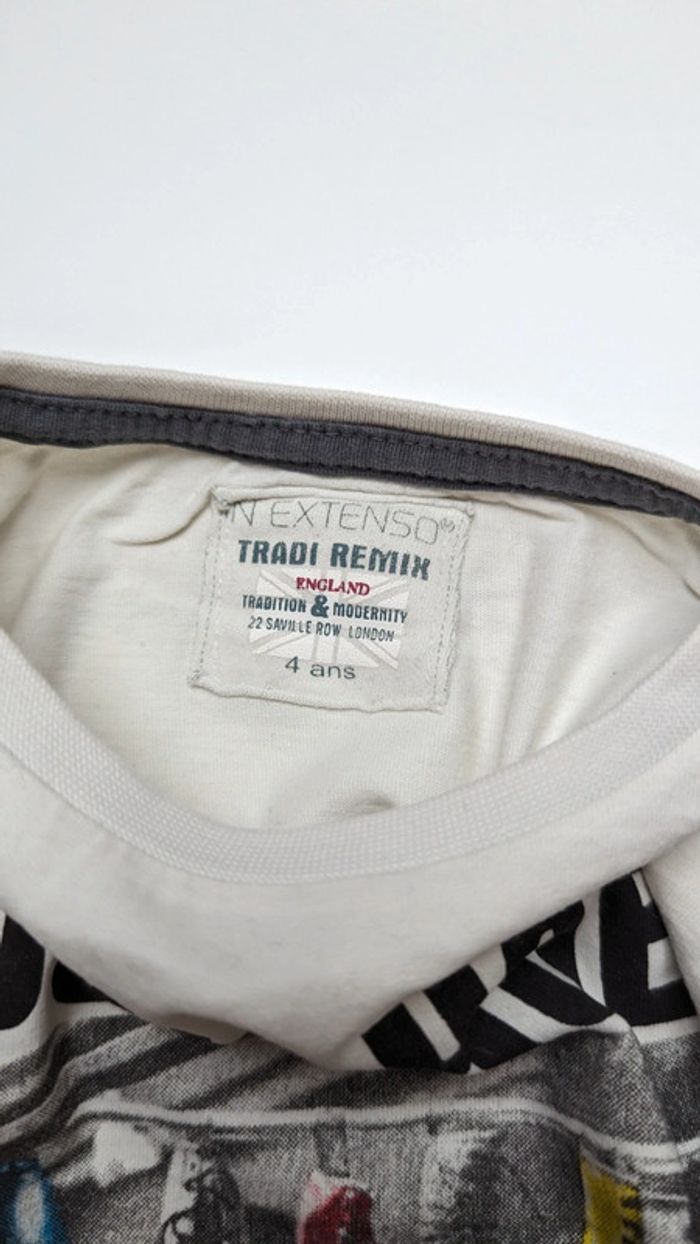 IN EXTENSO
TRADI REMIX
ENGLAND
TRADITION & MODERNITY
22 SAVILLE ROW LONDON
4 ans